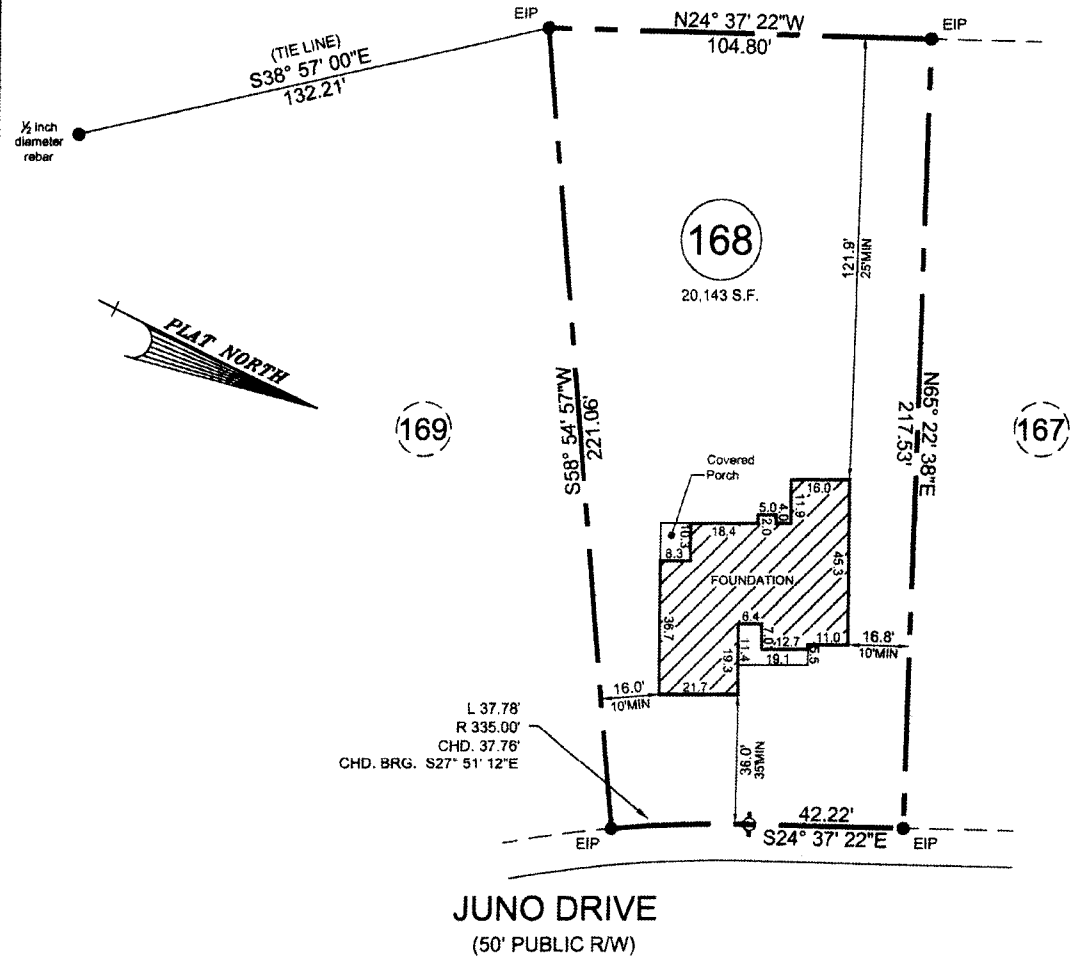 EIP
N24° 37' 22"W
104.80'
EIP
(TIE LINE)
S38° 57' 00"E
132.21'
½ inch
diameter
rebar
168
20,143 S.F.
121.9'
25'MIN
PLAT NORTH
169
S58° 54' 57"W
221.06'
N65° 22' 38"E
217.53'
167
Covered
Porch
16.0
11.9
5.0
4.0
2.0
18.4
10.3
8.3
FOUNDATION
45.3
36.7
6.4
7.0
12.7
11.0
5.5
11.4
19.1
19.3
21.7
16.8'
10'MIN
16.0'
10'MIN
L 37.78'
R 335.00'
CHD. 37.76'
CHD. BRG. S27° 51' 12"E
36.0'
35'MIN
42.22'
S24° 37' 22"E
EIP
EIP
JUNO DRIVE
(50' PUBLIC R/W)